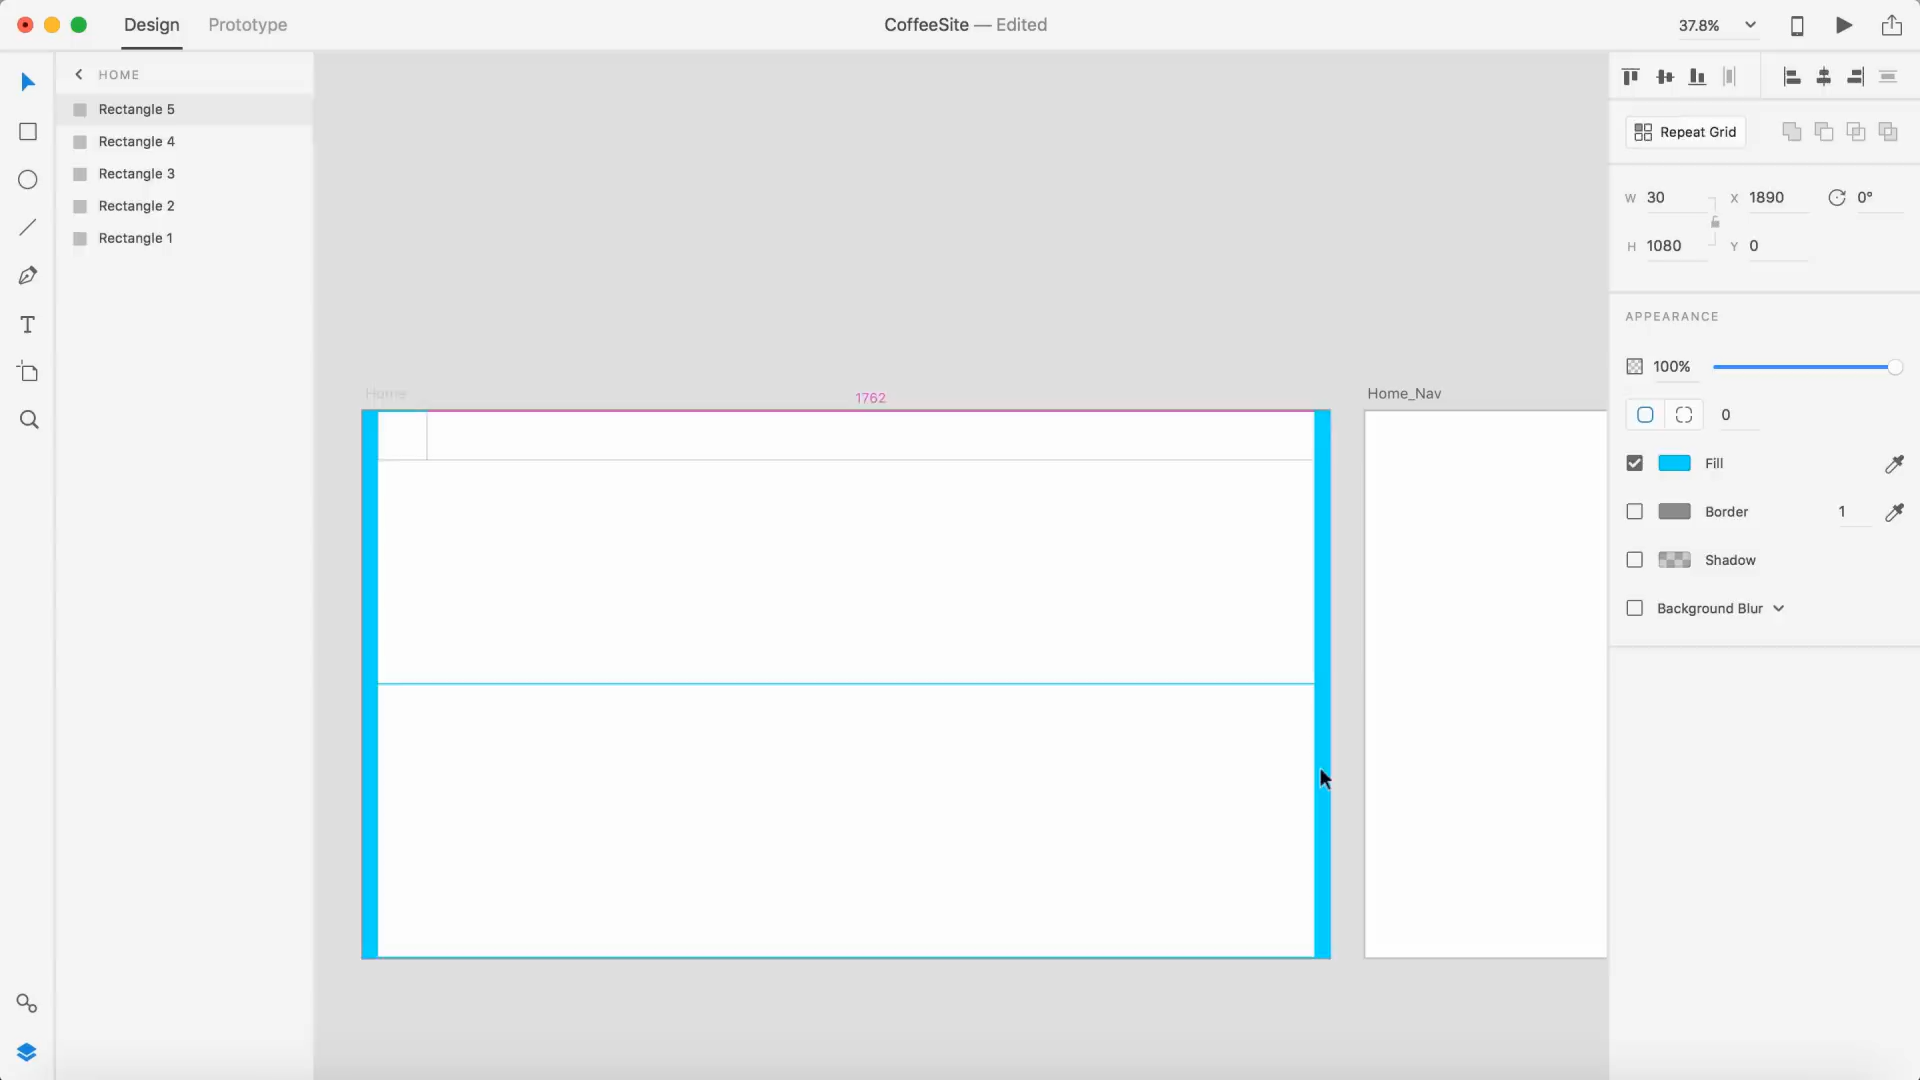 Design
Prototype
CoffeeSite — Edited
37.8%
HOME
Rectangle 5
Rectangle 4
Rectangle 3
Rectangle 2
Rectangle 1
Home
1762
Home_Nav
Repeat Grid
W 30
X 1890
0°
H 1080
Y 0
APPEARANCE
100%
0
Fill
Border
1
Shadow
Background Blur